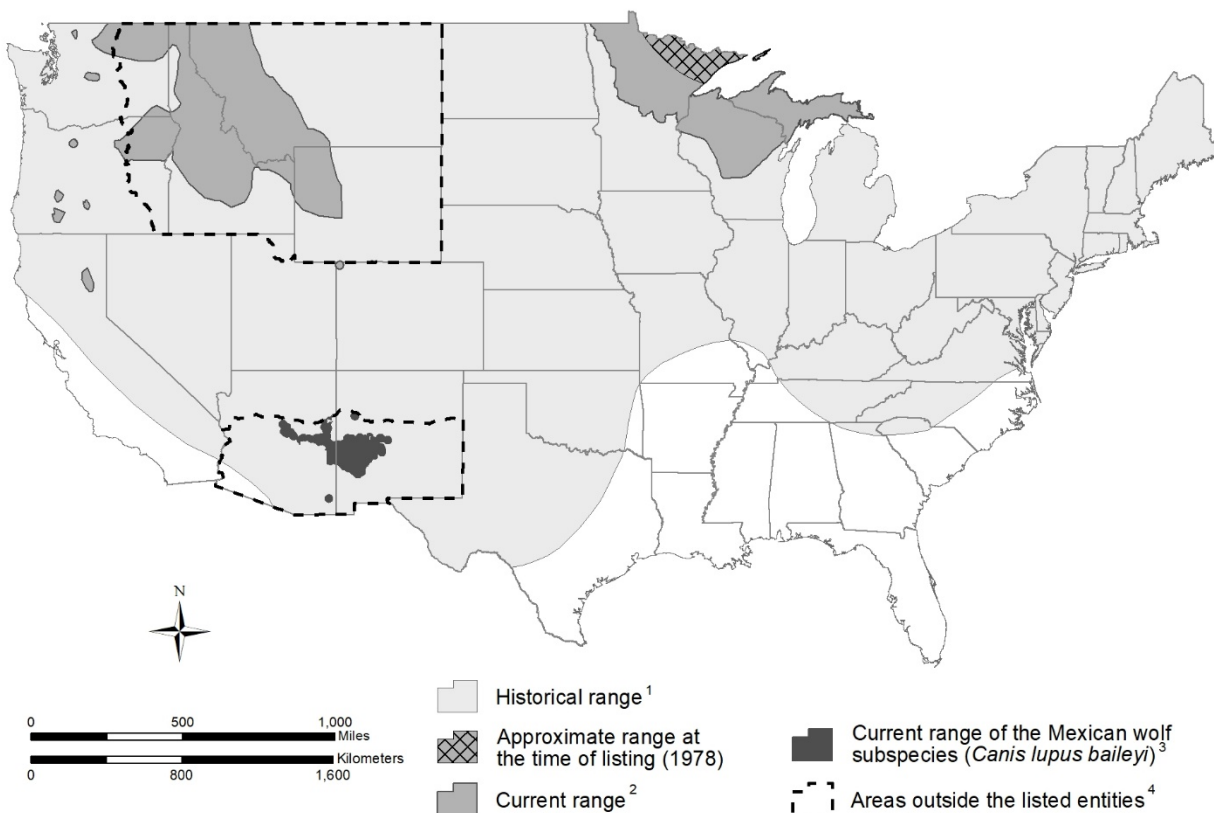 N
0 500 1,000
Miles
Kilometers
0 800 1,600
Historical range 1
Approximate range at
the time of listing (1978)
Current range 2
Current range of the Mexican wolf
subspecies (Canis lupus baileyi) 3
Areas outside the listed entities 4